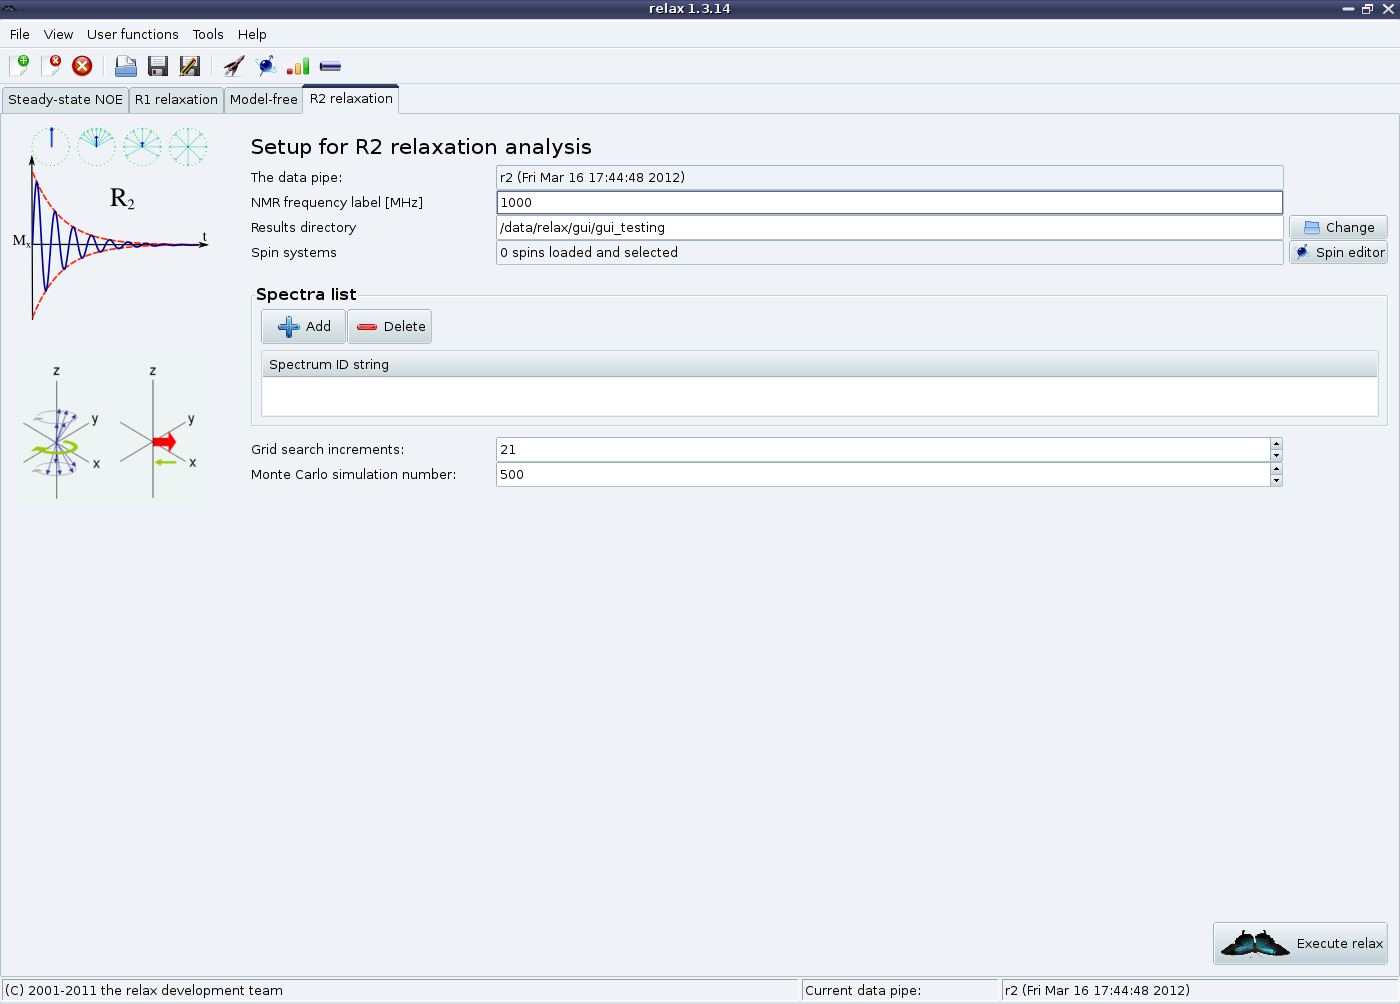 relax 1.3.14
File View User functions Tools Help
Steady-state NOE R1 relaxation Model-free R2 relaxation
R2
Mx
t
z z
y y
x x
Setup for R2 relaxation analysis
The data pipe: r2 (Fri Mar 16 17:44:48 2012)
NMR frequency label [MHz] 1000
Results directory /data/relax/gui/gui_testing Change
Spin systems 0 spins loaded and selected Spin editor
Spectra list
Add Delete
Spectrum ID string
Grid search increments: 21
Monte Carlo simulation number: 500
Execute relax
(C) 2001-2011 the relax development team Current data pipe: r2 (Fri Mar 16 17:44:48 2012)